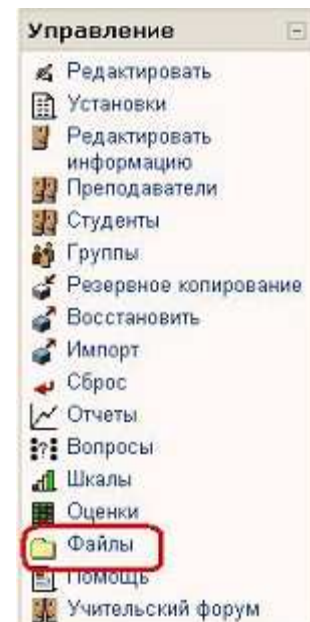 Управление
Редактировать
Установки
Редактировать
информацию
Преподаватели
Студенты
Группы
Резервное копирование
Восстановить
Импорт
Сброс
Отчеты
Вопросы
Шкалы
Оценки
Файлы
Помощь
Учительский форум